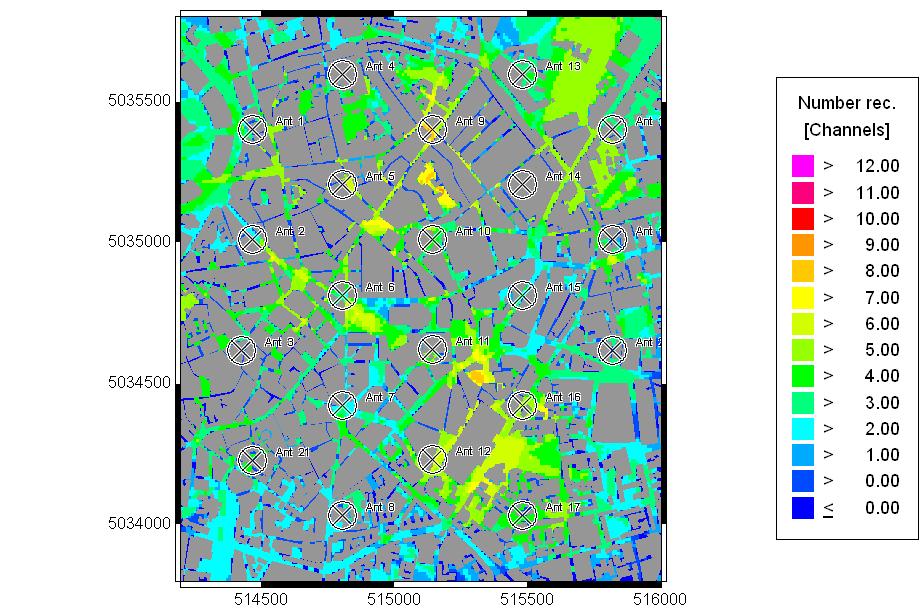 Number rec.
[Channels]
> 12.00
> 11.00
> 10.00
> 9.00
> 8.00
> 7.00
> 6.00
> 5.00
> 4.00
> 3.00
> 2.00
> 1.00
> 0.00
≤ 0.00
5035500
5035000
5034500
5034000
514500
515000
515500
516000
Ant 4
Ant 13
Ant 1
Ant 9
Ant
Ant 5
Ant 14
Ant 2
Ant 10
Ant
Ant 6
Ant 15
Ant 3
Ant 11
Ant
Ant 7
Ant 16
Ant 21
Ant 12
Ant 8
Ant 17